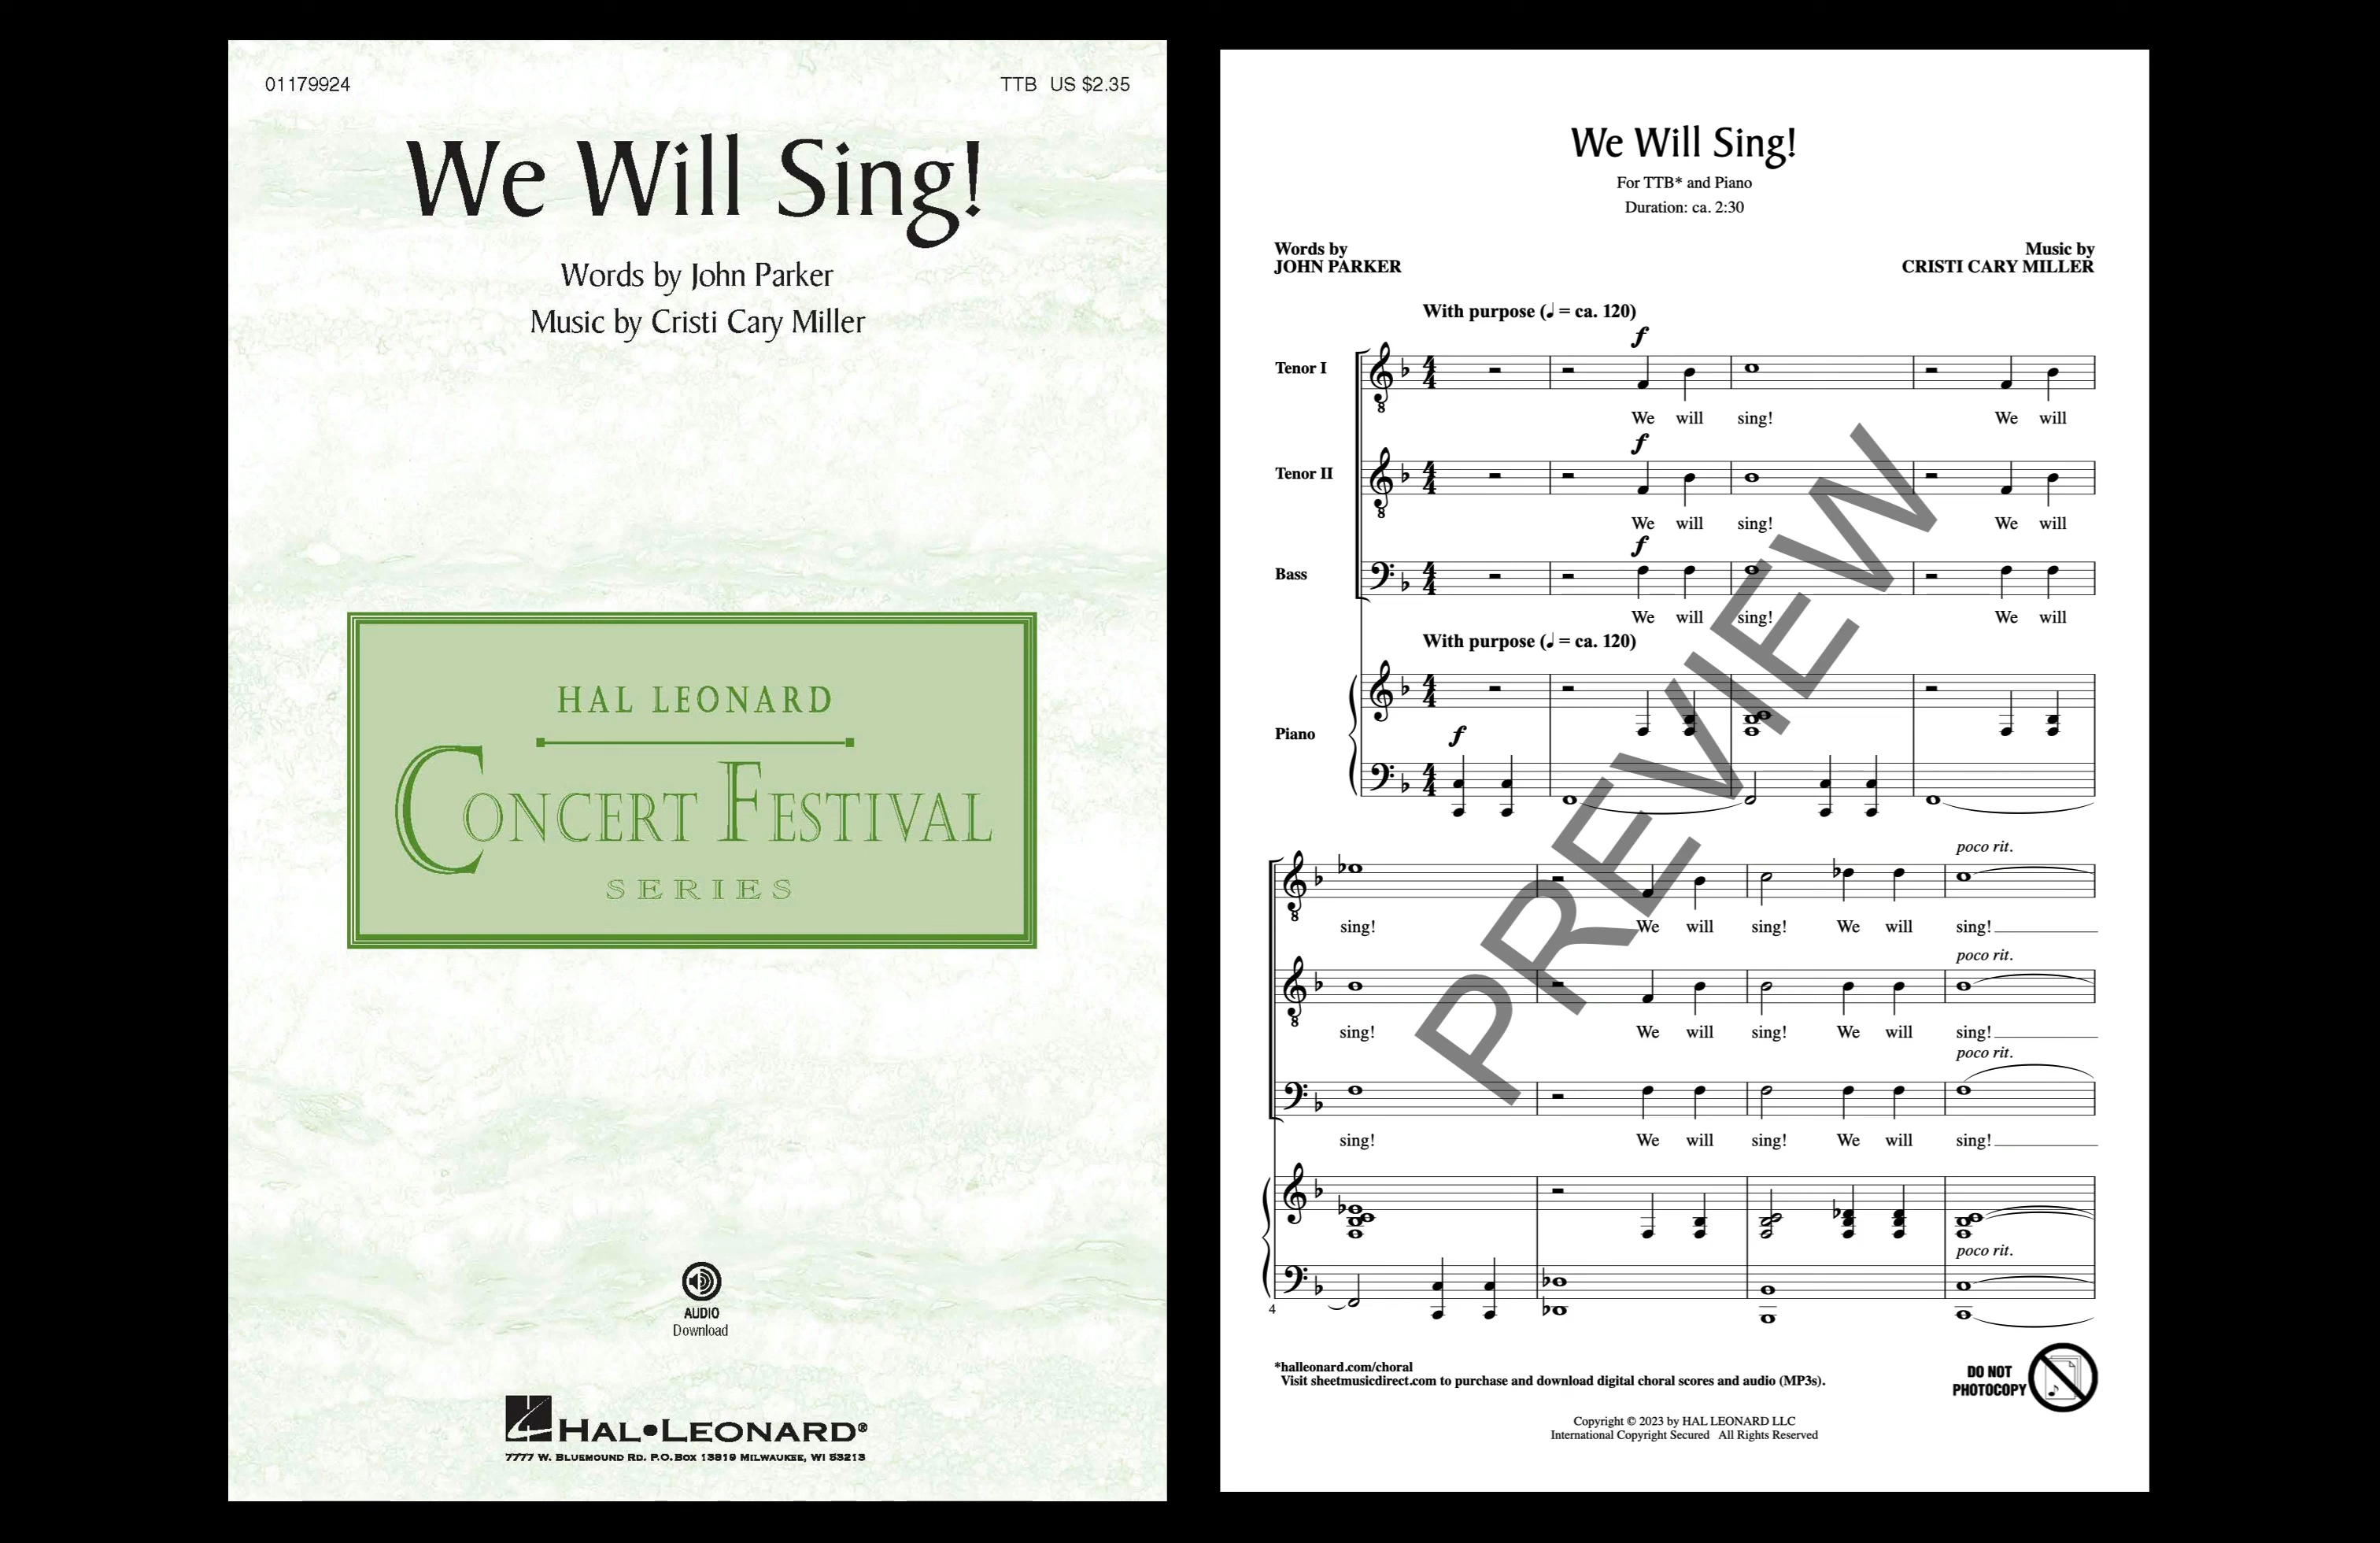 01179924
TTB US $2.35
We Will Sing!
Words by John Parker
Music by Cristi Cary Miller
HAL LEONARD
CONCERT FESTIVAL
SERIES
AUDIO
Download
HAL•LEONARD®
7777 W. BLUEMOUND RD. P.O. BOX 13819 MILWAUKEE, WI 53213
We Will Sing!
For TTB* and Piano
Duration: ca. 2:30
Words by
JOHN PARKER
Music by
CRISTI CARY MILLER
With purpose (♩ = ca. 120)
f
Tenor I
We will sing! We will
f
Tenor II
We will sing! We will
f
Bass
We will sing! We will
With purpose (♩ = ca. 120)
Piano
f
poco rit.
sing! We will sing! We will sing!
poco rit.
sing! We will sing! We will sing!
poco rit.
sing! We will sing! We will sing!
poco rit.
4
PREVIEW
*halleonard.com/choral
Visit sheetmusicdirect.com to purchase and download digital choral scores and audio (MP3s).
DO NOT
PHOTOCOPY
Copyright © 2023 by HAL LEONARD LLC
International Copyright Secured All Rights Reserved